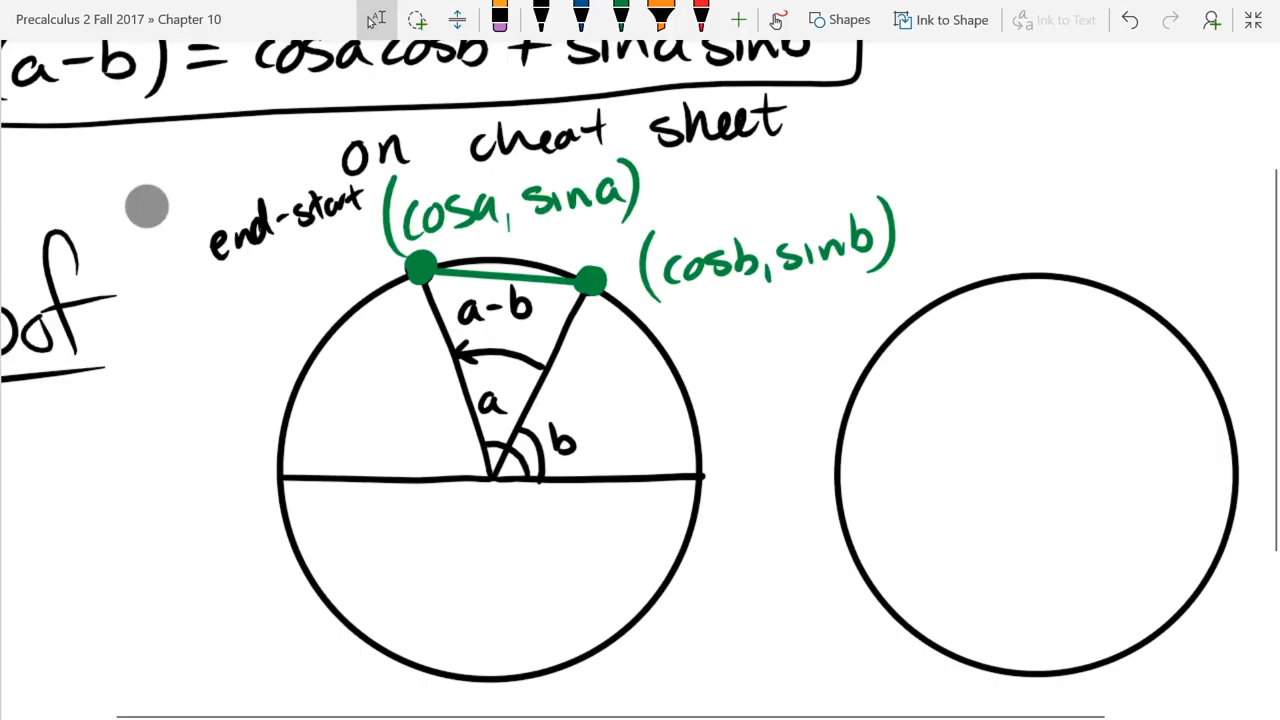 Precalculus 2 Fall 2017 » Chapter 10
Shapes
Ink to Shape
Ink to Text
(a-b) = cosa cosb + sina sinb
on cheat sheet
end-start
(cosa, sina)
(cosb, sinb)
oof
a-b
a
b